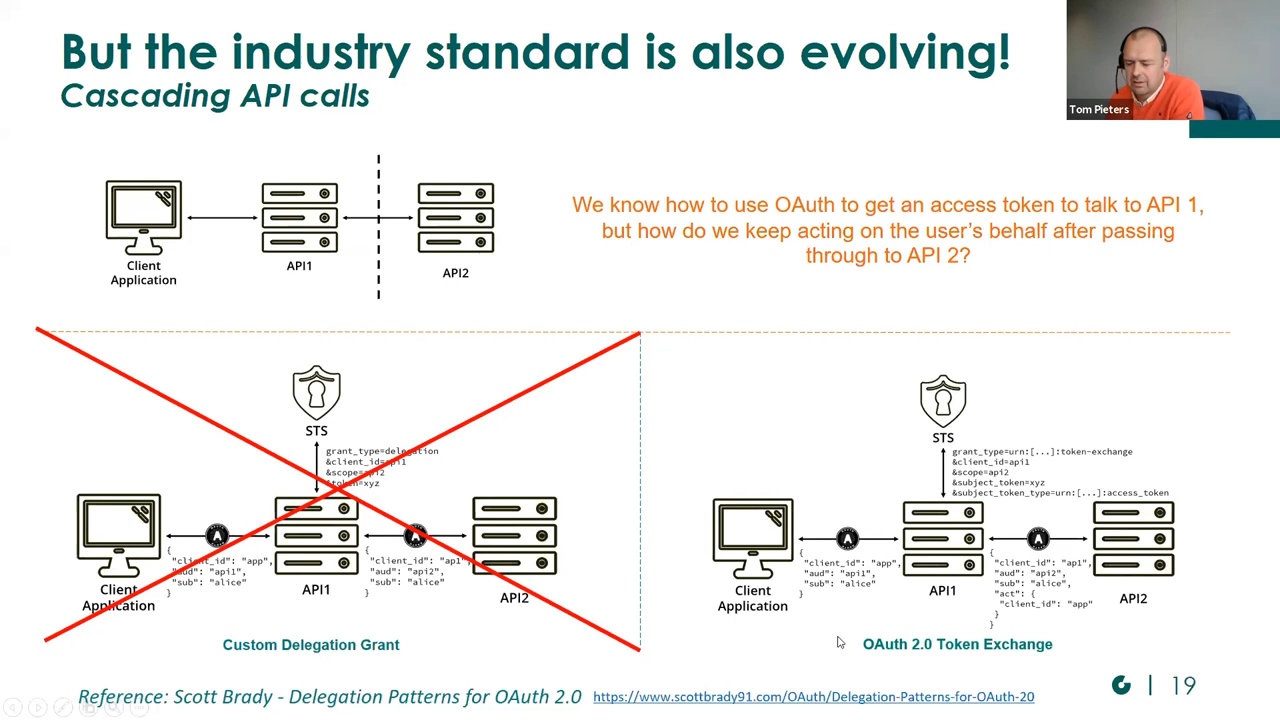 But the industry standard is also evolving!
Cascading API calls
Tom Pieters
Client
Application
API1
API2
We know how to use OAuth to get an access token to talk to API 1,
but how do we keep acting on the user's behalf after passing
through to API 2?
STS
grant_type=delegation
&client_id=api1
&scope=api2
&token=xyz
{
"client_id": "app",
"aud": "api1",
"sub": "alice"
}
{
"client_id": "ap1",
"aud": "api2",
"sub": "alice"
}
Client
Application
API1
API2
Custom Delegation Grant
STS
grant_type=urn:[...]:token-exchange
&client_id=api1
&scope=api2
&subject_token=xyz
&subject_token_type=urn:[...]:access_token
{
"client_id": "app",
"aud": "api1",
"sub": "alice"
}
{
"client_id": "ap1",
"aud": "api2",
"sub": "alice",
"act": {
"client_id": "app"
}
}
Client
Application
API1
API2
OAuth 2.0 Token Exchange
Reference: Scott Brady - Delegation Patterns for OAuth 2.0 https://www.scottbrady91.com/OAuth/Delegation-Patterns-for-OAuth-20
19